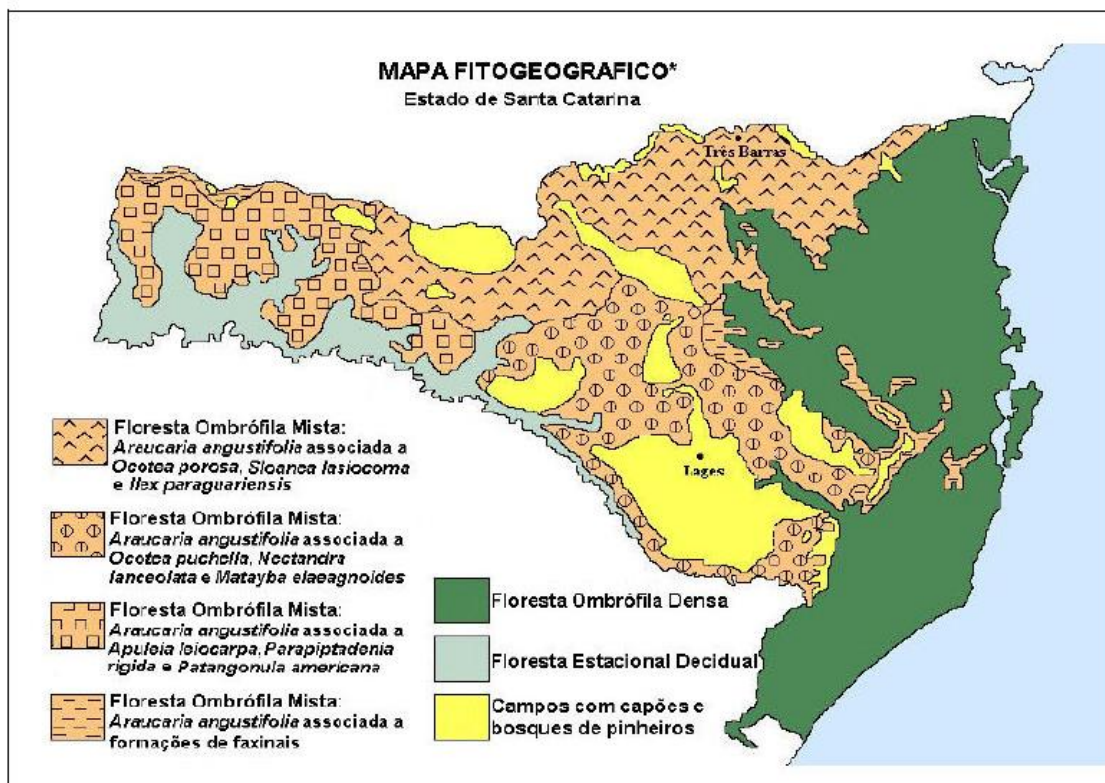 MAPA FITOGEOGRAFICO*
Estado de Santa Catarina
Três Barras
Lages
Floresta Ombrófila Mista:
Araucaria angustifolia associada a
Ocotea porosa, Sloanea lasiocoma
e Ilex paraguariensis
Floresta Ombrófila Mista:
Araucaria angustifolia associada a
Ocotea puchella, Nectandra
lanceolata e Matayba elaeagnoides
Floresta Ombrófila Mista:
Araucaria angustifolia associada a
Apuleia leiocarpa, Parapiptadenia
rigida e Patangonula americana
Floresta Ombrófila Mista:
Araucaria angustifolia associada a
formações de faxinais
Floresta Ombrófila Densa
Floresta Estacional Decidual
Campos com capões e
bosques de pinheiros